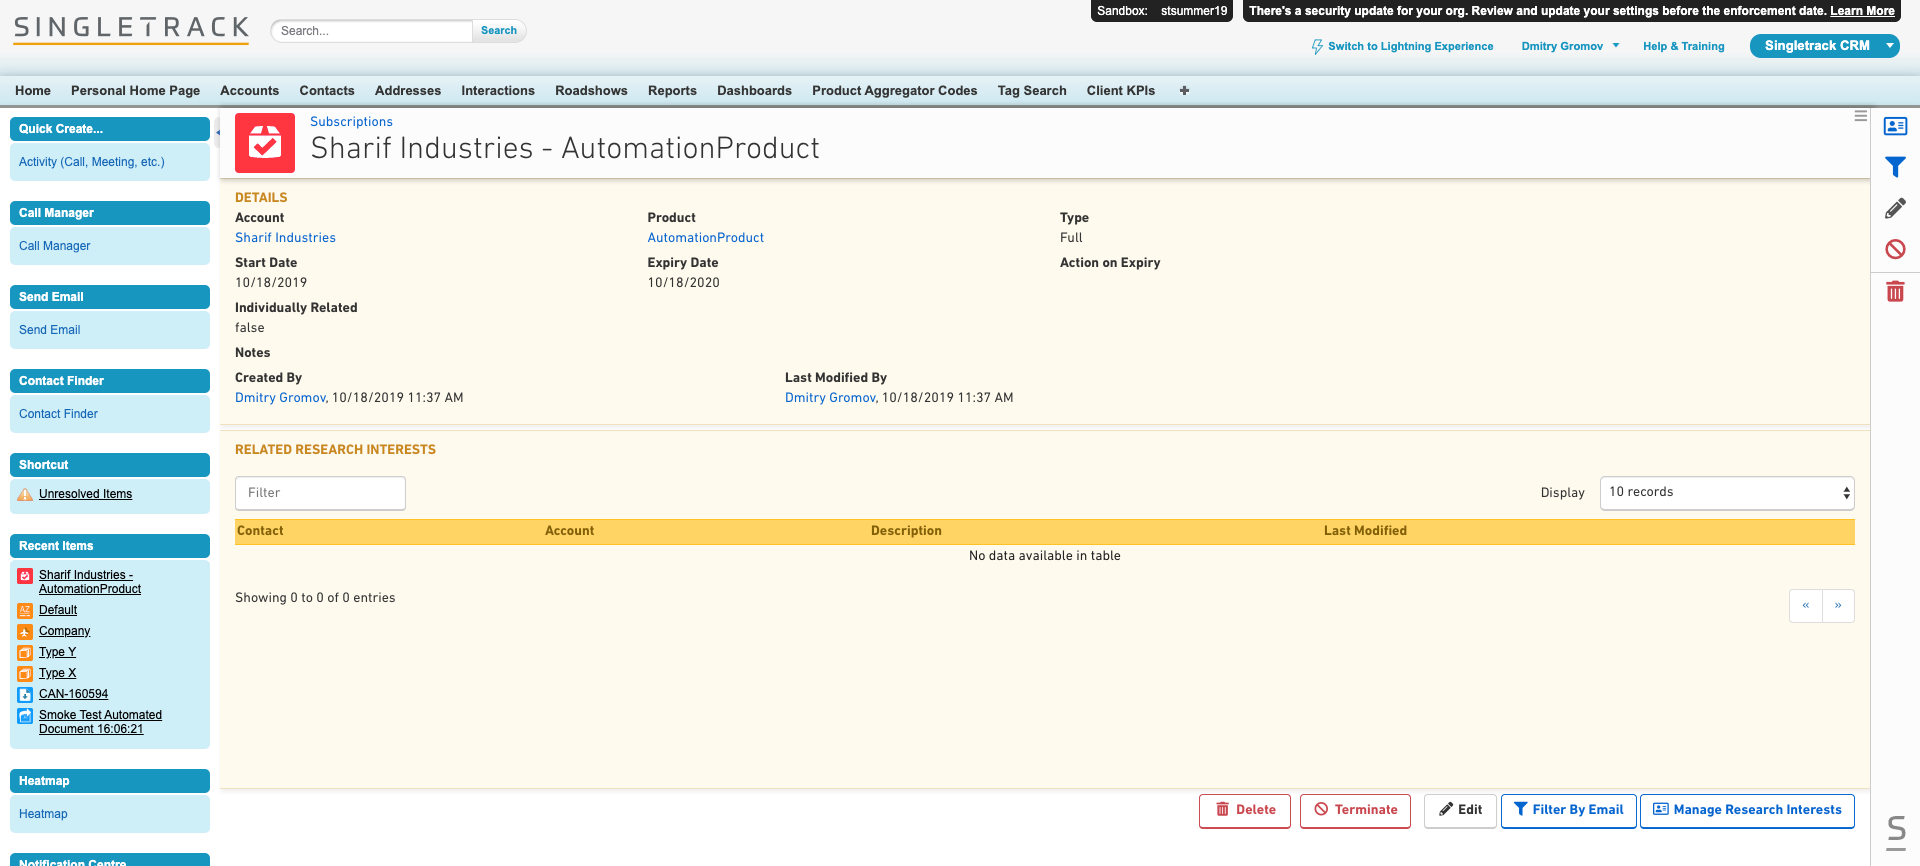 SINGLETRACK
Search...
Search
Sandbox: stsummer19
There's a security update for your org. Review and update your settings before the enforcement date. Learn More
Switch to Lightning Experience
Dmitry Gromov
Help & Training
Singletrack CRM
Home
Personal Home Page
Accounts
Contacts
Addresses
Interactions
Roadshows
Reports
Dashboards
Product Aggregator Codes
Tag Search
Client KPIs
Quick Create...
Activity (Call, Meeting, etc.)
Call Manager
Call Manager
Send Email
Send Email
Contact Finder
Contact Finder
Shortcut
Unresolved Items
Recent Items
Sharif Industries -
AutomationProduct
Default
Company
Type Y
Type X
CAN-160594
Smoke Test Automated
Document 16:06:21
Heatmap
Heatmap
Notification Centre
Subscriptions
Sharif Industries - AutomationProduct
DETAILS
Account
Sharif Industries
Product
AutomationProduct
Type
Full
Start Date
10/18/2019
Expiry Date
10/18/2020
Action on Expiry
Individually Related
false
Notes
Created By
Dmitry Gromov, 10/18/2019 11:37 AM
Last Modified By
Dmitry Gromov, 10/18/2019 11:37 AM
RELATED RESEARCH INTERESTS
Filter
Display
10 records
Contact
Account
Description
Last Modified
No data available in table
Showing 0 to 0 of 0 entries
«
»
Delete
Terminate
Edit
Filter By Email
Manage Research Interests
S